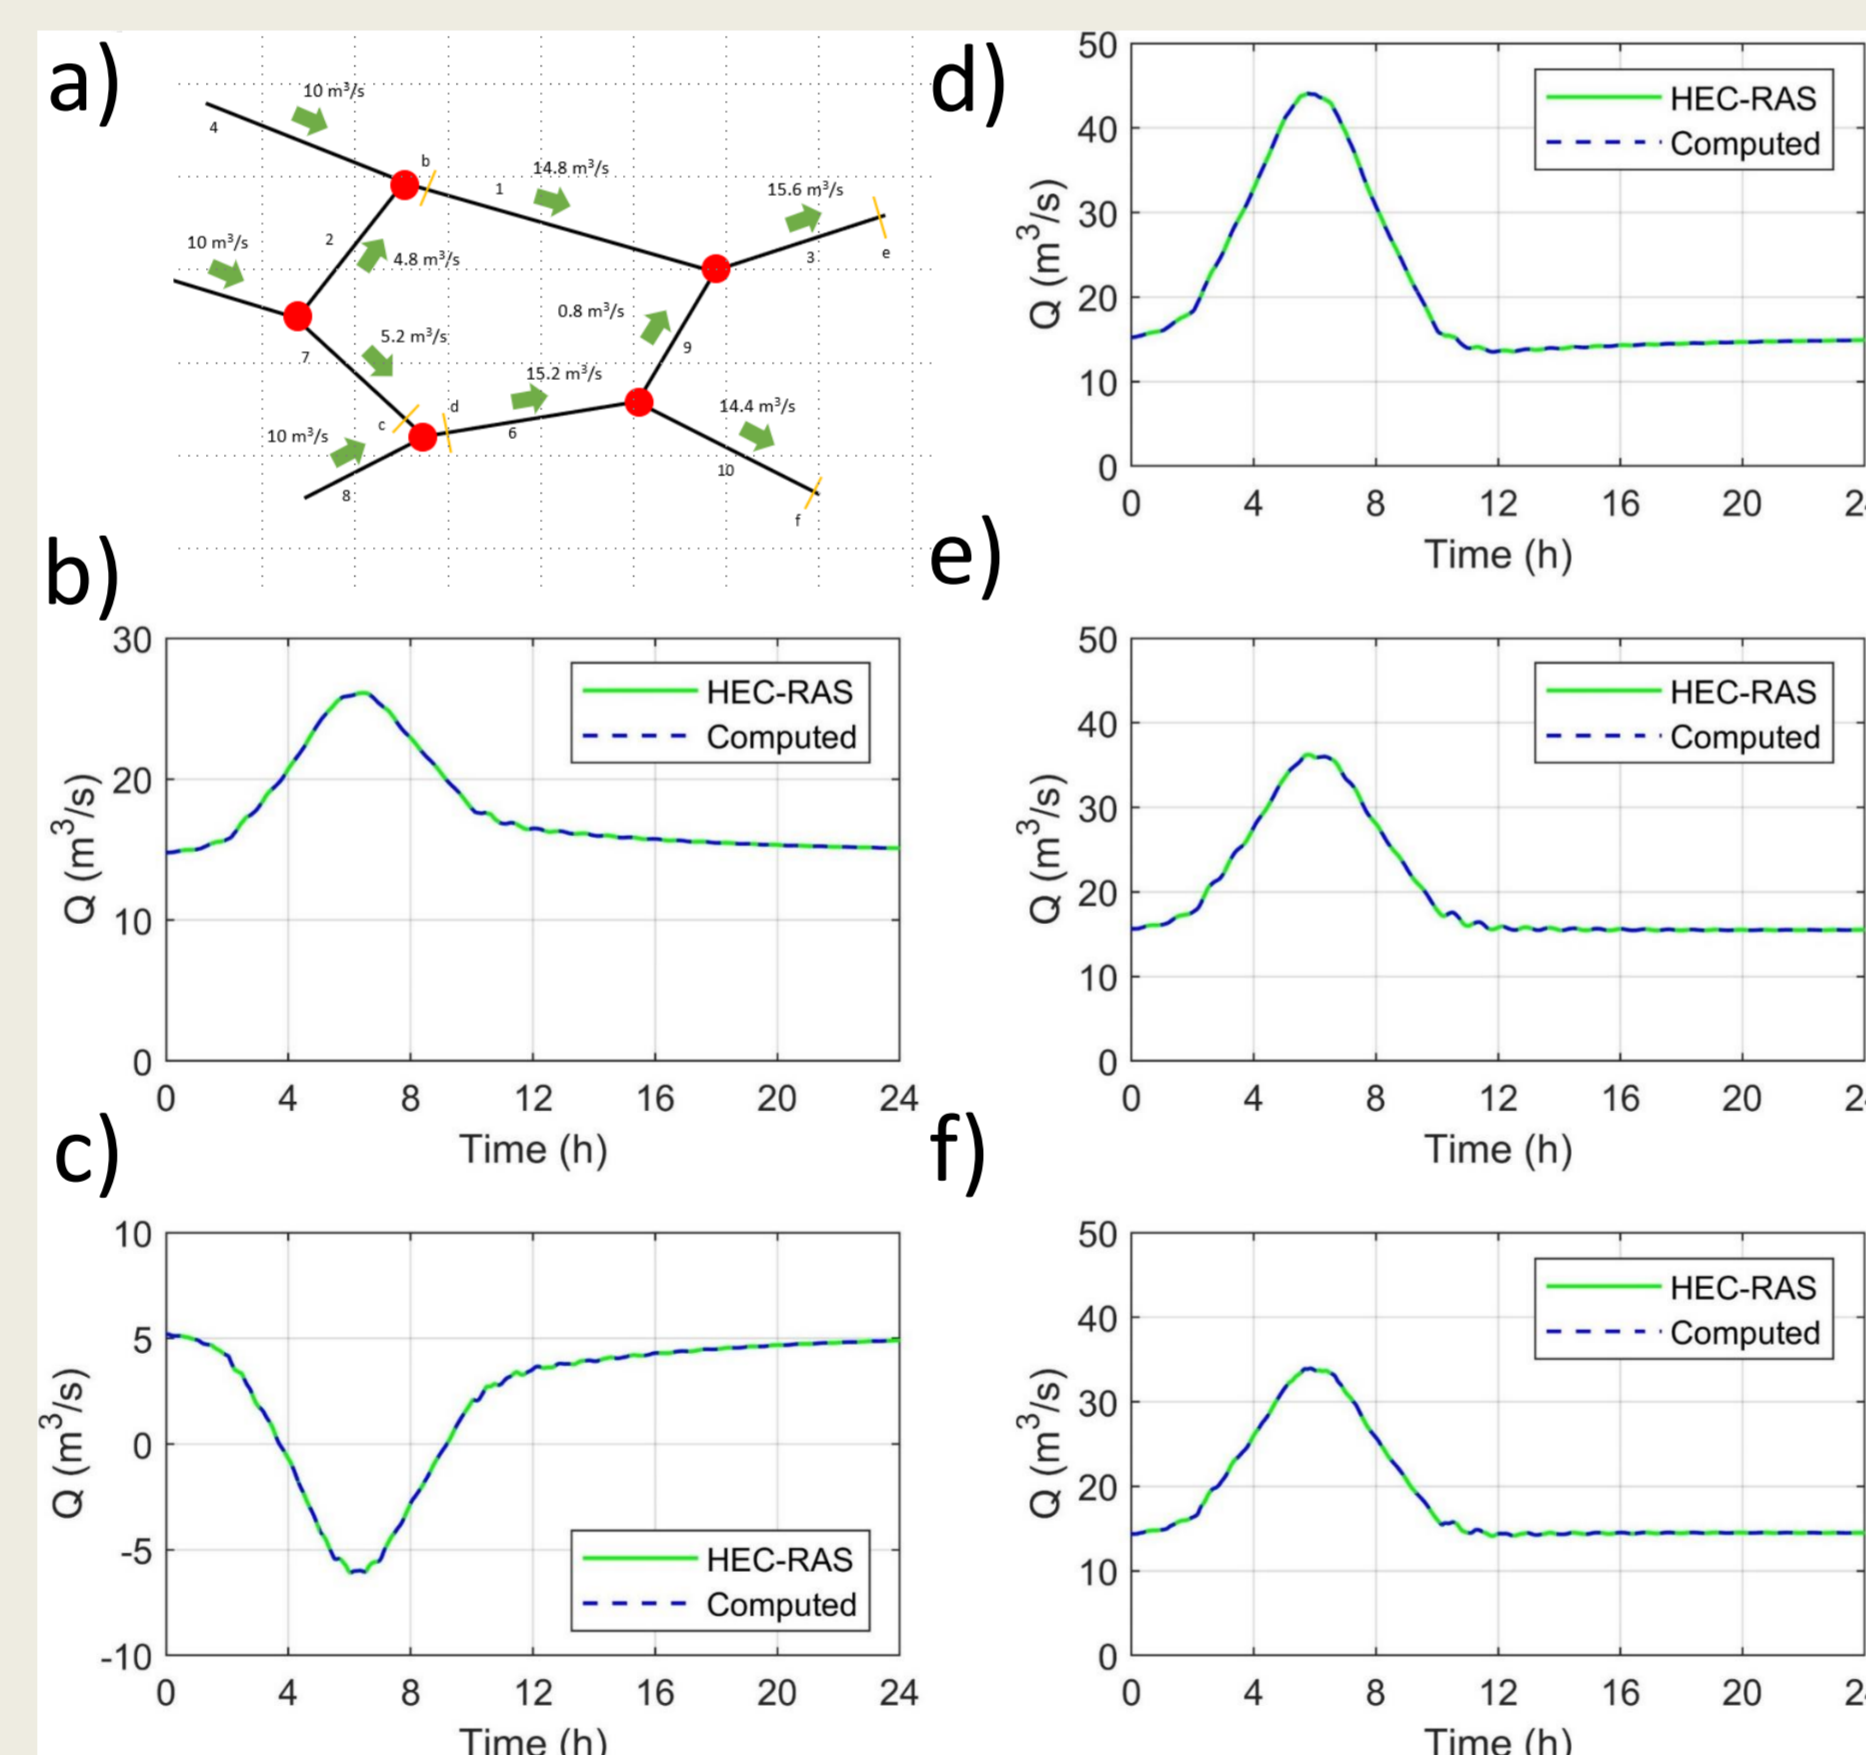 a)
10 m³/s
4
b
1
14.8 m³/s
15.6 m³/s
3
e
10 m³/s
2
4.8 m³/s
7
5.2 m³/s
0.8 m³/s
9
15.2 m³/s
d
c
6
10 m³/s
8
14.4 m³/s
10
f
b)
30
20
10
0
Q (m³/s)
HEC-RAS
Computed
0 4 8 12 16 20 24
Time (h)
c)
10
5
0
-5
-10
Q (m³/s)
HEC-RAS
Computed
0 4 8 12 16 20 24
Time (h)
d)
50
40
30
20
10
0
Q (m³/s)
HEC-RAS
Computed
0 4 8 12 16 20
Time (h)
e)
50
40
30
20
10
0
Q (m³/s)
HEC-RAS
Computed
0 4 8 12 16 20
Time (h)
f)
50
40
30
20
10
0
Q (m³/s)
HEC-RAS
Computed
0 4 8 12 16 20
Time (h)